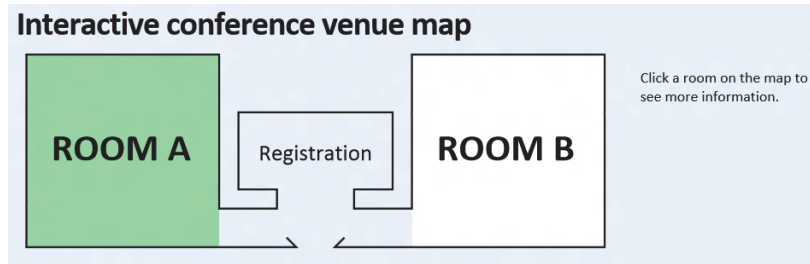 Interactive conference venue map
Click a room on the map to
see more information.
ROOM A
Registration
ROOM B